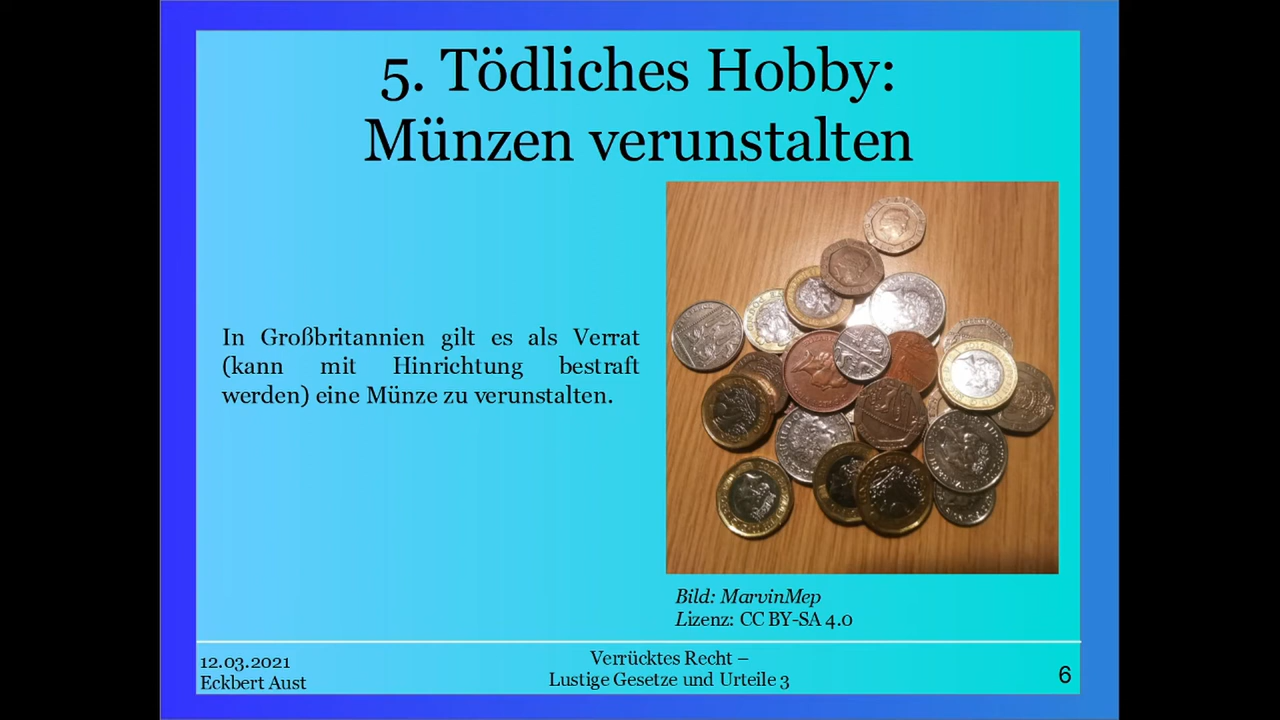 5. Tödliches Hobby:
Münzen verunstalten
In Großbritannien gilt es als Verrat
(kann mit Hinrichtung bestraft
werden) eine Münze zu verunstalten.
Bild: MarvinMep
Lizenz: CC BY-SA 4.0
12.03.2021
Eckbert Aust
Verrücktes Recht –
Lustige Gesetze und Urteile 3
6